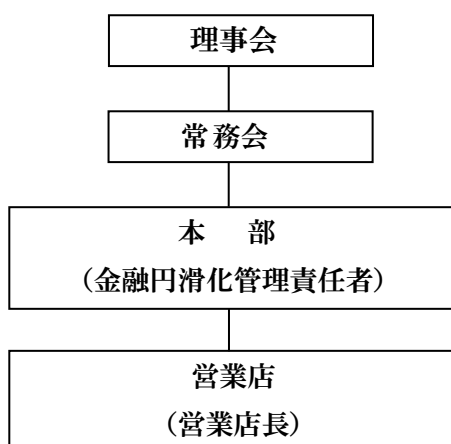 理事会
常務会
本　部
（金融円滑化管理責任者）
営業店
（営業店長）